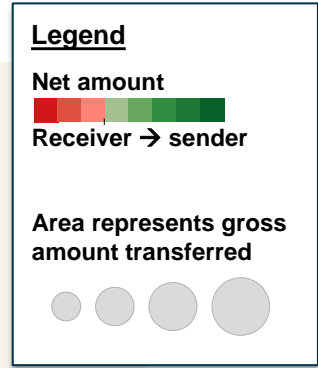 Legend
Net amount
Receiver → sender
Area represents gross
amount transferred